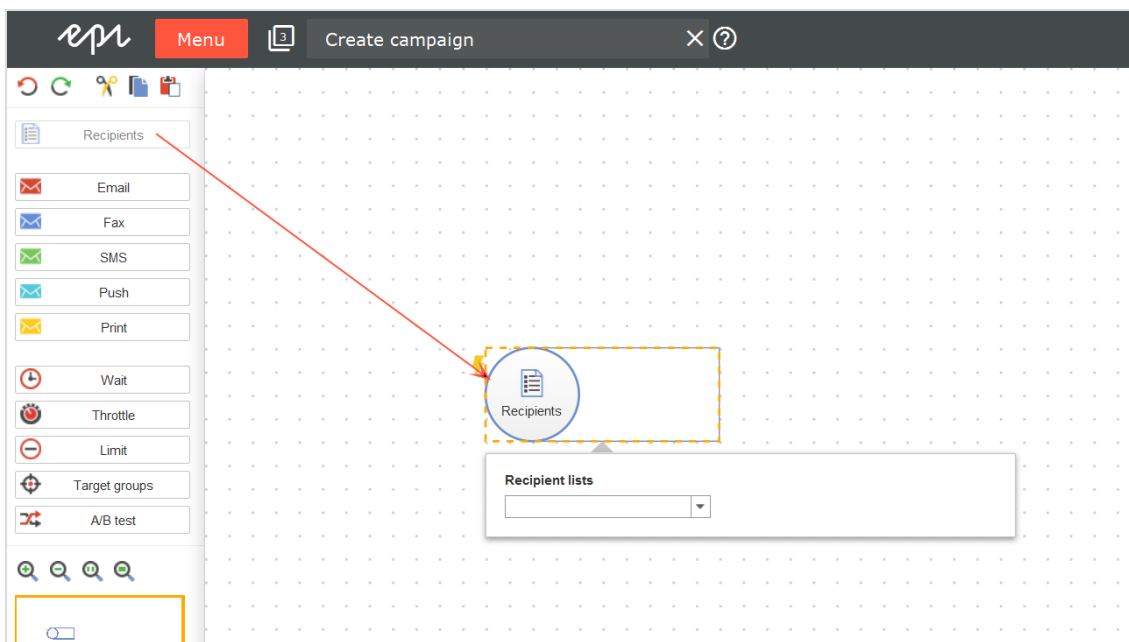 epi
Menu
3
Create campaign
Recipients
Email
Fax
SMS
Push
Print
Wait
Throttle
Limit
Target groups
A/B test
Recipients
Recipient lists